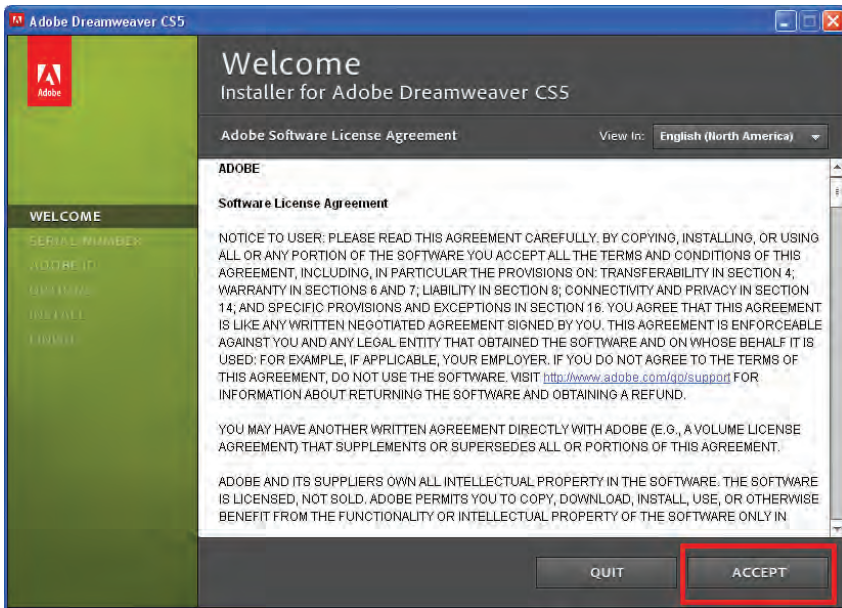 Adobe Dreamweaver CS5
Adobe
Welcome
Installer for Adobe Dreamweaver CS5
Adobe Software License Agreement
View In: English (North America)
WELCOME
SERIAL NUMBER
ADOBE ID
OPTIONS
INSTALL
FINISH
ADOBE
Software License Agreement
NOTICE TO USER: PLEASE READ THIS AGREEMENT CAREFULLY. BY COPYING, INSTALLING, OR USING
ALL OR ANY PORTION OF THE SOFTWARE YOU ACCEPT ALL THE TERMS AND CONDITIONS OF THIS
AGREEMENT, INCLUDING, IN PARTICULAR THE PROVISIONS ON: TRANSFERABILITY IN SECTION 4;
WARRANTY IN SECTIONS 6 AND 7; LIABILITY IN SECTION 8; CONNECTIVITY AND PRIVACY IN SECTION
14; AND SPECIFIC PROVISIONS AND EXCEPTIONS IN SECTION 16. YOU AGREE THAT THIS AGREEMENT
IS LIKE ANY WRITTEN NEGOTIATED AGREEMENT SIGNED BY YOU. THIS AGREEMENT IS ENFORCEABLE
AGAINST YOU AND ANY LEGAL ENTITY THAT OBTAINED THE SOFTWARE AND ON WHOSE BEHALF IT IS
USED: FOR EXAMPLE, IF APPLICABLE, YOUR EMPLOYER. IF YOU DO NOT AGREE TO THE TERMS OF
THIS AGREEMENT, DO NOT USE THE SOFTWARE. VISIT http://www.adobe.com/go/support FOR
INFORMATION ABOUT RETURNING THE SOFTWARE AND OBTAINING A REFUND.
YOU MAY HAVE ANOTHER WRITTEN AGREEMENT DIRECTLY WITH ADOBE (E.G., A VOLUME LICENSE
AGREEMENT) THAT SUPPLEMENTS OR SUPERSEDES ALL OR PORTIONS OF THIS AGREEMENT.
ADOBE AND ITS SUPPLIERS OWN ALL INTELLECTUAL PROPERTY IN THE SOFTWARE. THE SOFTWARE
IS LICENSED, NOT SOLD. ADOBE PERMITS YOU TO COPY, DOWNLOAD, INSTALL, USE, OR OTHERWISE
BENEFIT FROM THE FUNCTIONALITY OR INTELLECTUAL PROPERTY OF THE SOFTWARE ONLY IN
QUIT
ACCEPT